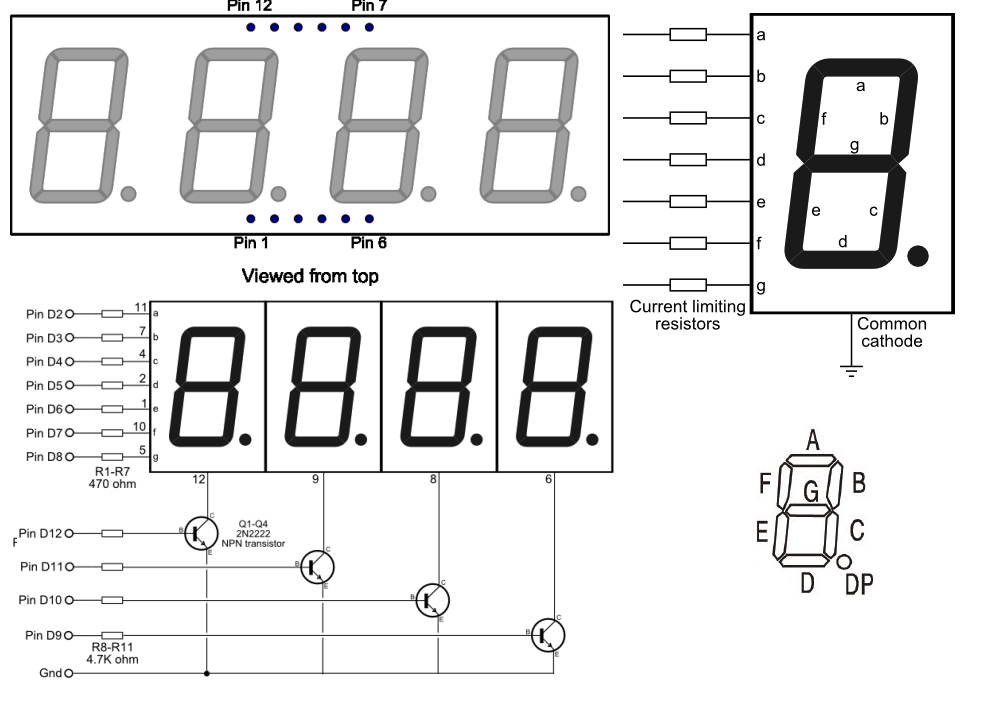 Pin 12
Pin 7
Pin 1
Pin 6
Viewed from top
a
b
c
d
e
f
g
a
f
b
g
e
c
d
Current limiting
resistors
Common
cathode
Pin D2 11 a
Pin D3 7 b
Pin D4 4 c
Pin D5 2 d
Pin D6 1 e
Pin D7 10 f
Pin D8 5 g
R1-R7
470 ohm
12
9
8
6
Q1-Q4
2N2222
NPN transistor
Pin D12
B
C
E
Pin D11
B
C
E
Pin D10
B
C
E
Pin D9
B
C
E
R8-R11
4.7K ohm
Gnd
A
F
B
G
E
C
D
DP